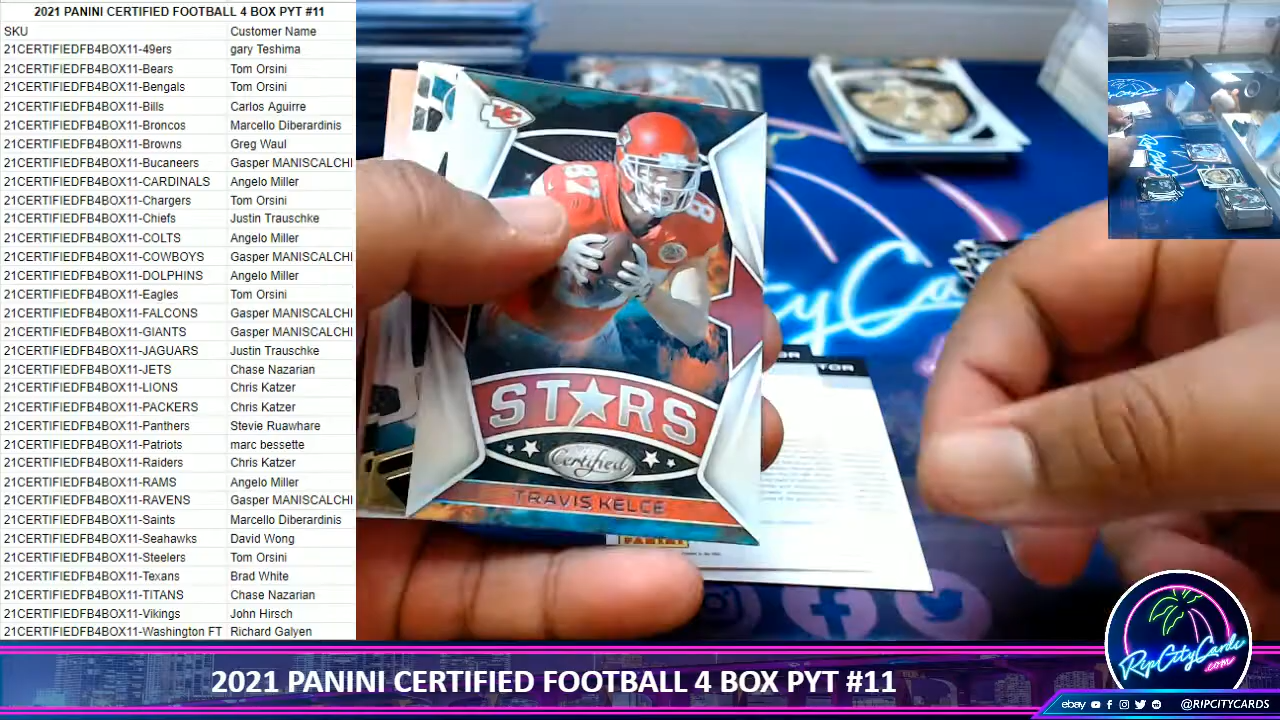 2021 PANINI CERTIFIED FOOTBALL 4 BOX PYT #11
SKU Customer Name
21CERTIFIEDFB4BOX11-49ers gary Teshima
21CERTIFIEDFB4BOX11-Bears Tom Orsini
21CERTIFIEDFB4BOX11-Bengals Tom Orsini
21CERTIFIEDFB4BOX11-Bills Carlos Aguirre
21CERTIFIEDFB4BOX11-Broncos Marcello Diberardinis
21CERTIFIEDFB4BOX11-Browns Greg Waul
21CERTIFIEDFB4BOX11-Bucaneers Gasper MANISCALCHI
21CERTIFIEDFB4BOX11-CARDINALS Angelo Miller
21CERTIFIEDFB4BOX11-Chargers Tom Orsini
21CERTIFIEDFB4BOX11-Chiefs Justin Trauschke
21CERTIFIEDFB4BOX11-COLTS Angelo Miller
21CERTIFIEDFB4BOX11-COWBOYS Gasper MANISCALCHI
21CERTIFIEDFB4BOX11-DOLPHINS Angelo Miller
21CERTIFIEDFB4BOX11-Eagles Tom Orsini
21CERTIFIEDFB4BOX11-FALCONS Gasper MANISCALCHI
21CERTIFIEDFB4BOX11-GIANTS Gasper MANISCALCHI
21CERTIFIEDFB4BOX11-JAGUARS Justin Trauschke
21CERTIFIEDFB4BOX11-JETS Chase Nazarian
21CERTIFIEDFB4BOX11-LIONS Chris Katzer
21CERTIFIEDFB4BOX11-PACKERS Chris Katzer
21CERTIFIEDFB4BOX11-Panthers Stevie Ruawhare
21CERTIFIEDFB4BOX11-Patriots marc bessette
21CERTIFIEDFB4BOX11-Raiders Chris Katzer
21CERTIFIEDFB4BOX11-RAMS Angelo Miller
21CERTIFIEDFB4BOX11-RAVENS Gasper MANISCALCHI
21CERTIFIEDFB4BOX11-Saints Marcello Diberardinis
21CERTIFIEDFB4BOX11-Seahawks David Wong
21CERTIFIEDFB4BOX11-Steelers Tom Orsini
21CERTIFIEDFB4BOX11-Texans Brad White
21CERTIFIEDFB4BOX11-TITANS Chase Nazarian
21CERTIFIEDFB4BOX11-Vikings John Hirsch
21CERTIFIEDFB4BOX11-Washington FT Richard Galyen
KC
87
8
STARS
Certified
TRAVIS KELCE
PANINI
yCa
TOR
RipCityCards
.com
2021 PANINI CERTIFIED FOOTBALL 4 BOX PYT #11
ebay @RIPCITYCARDS